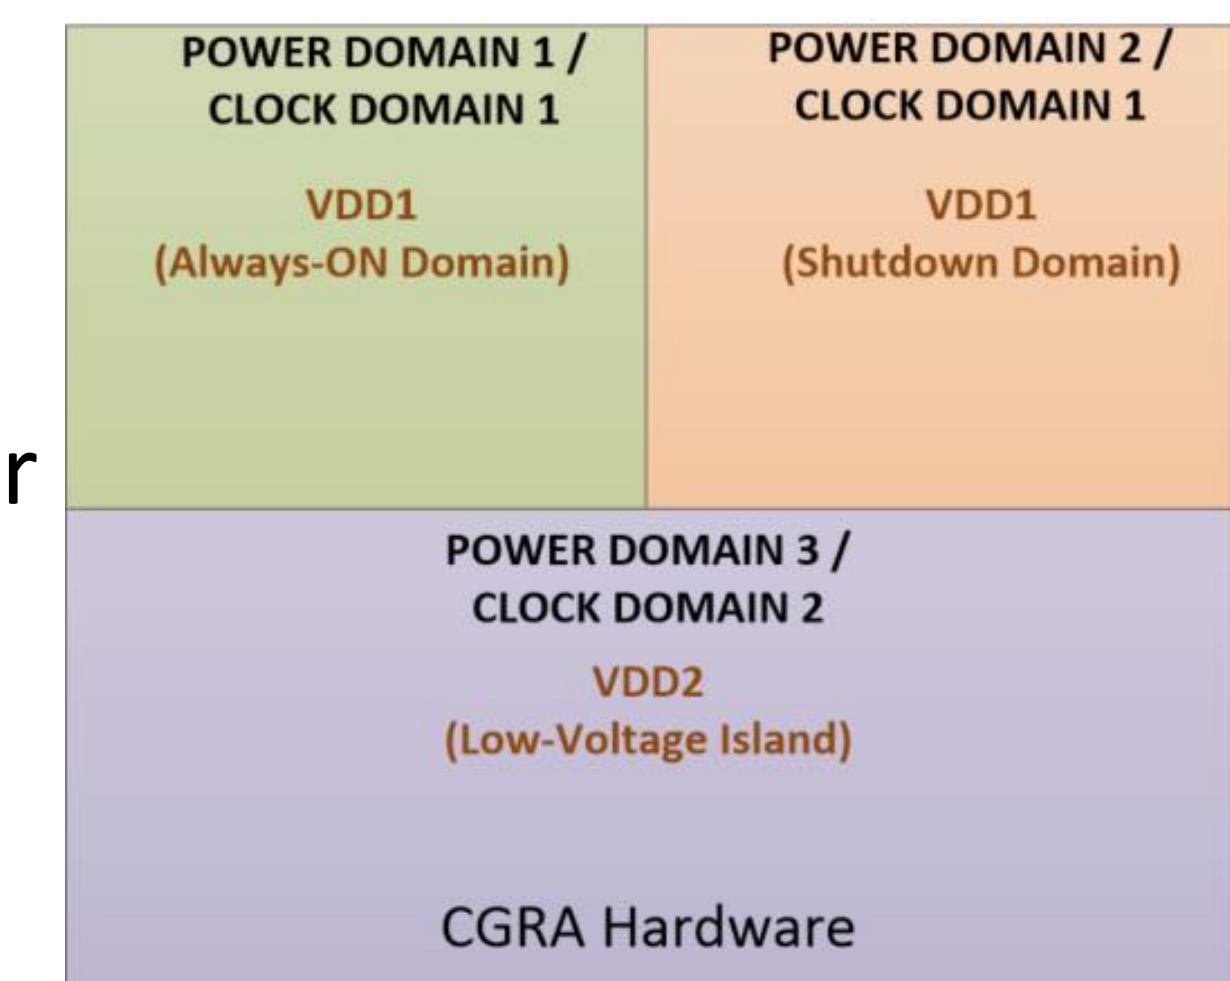 POWER DOMAIN 1 /
CLOCK DOMAIN 1
VDD1
(Always-ON Domain)
POWER DOMAIN 2 /
CLOCK DOMAIN 1
VDD1
(Shutdown Domain)
r
POWER DOMAIN 3 /
CLOCK DOMAIN 2
VDD2
(Low-Voltage Island)
CGRA Hardware